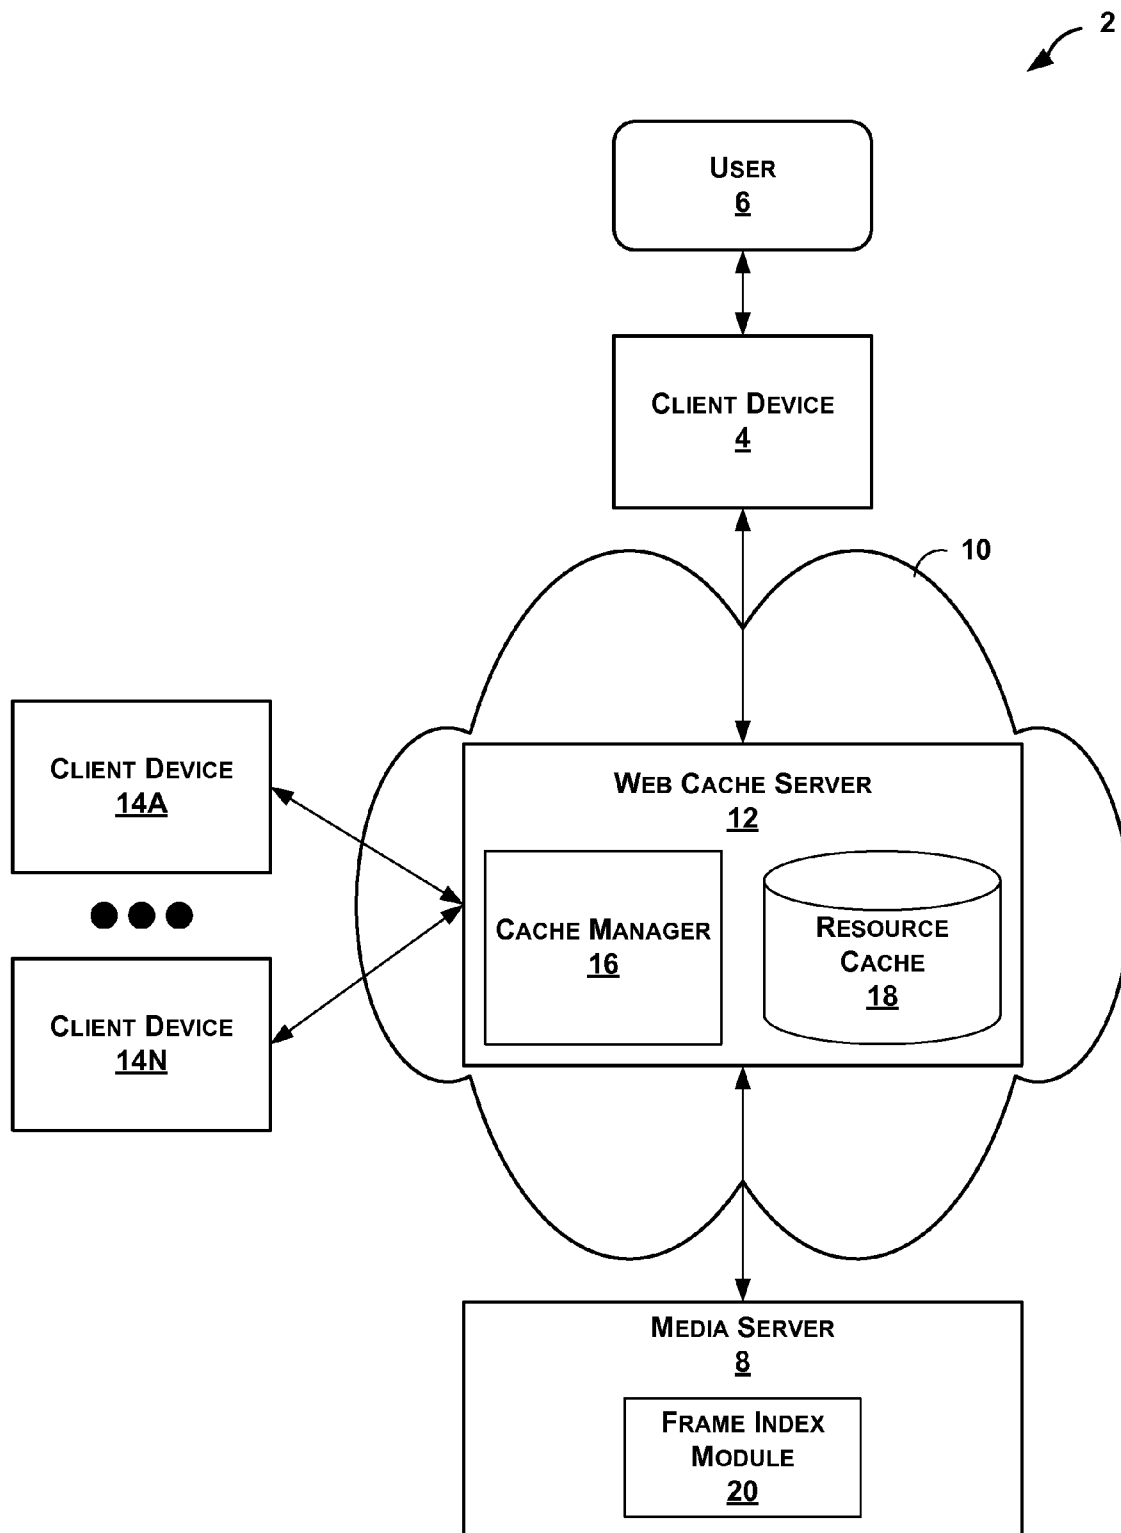 2
USER
6
CLIENT DEVICE
4
10
CLIENT DEVICE
14A
CLIENT DEVICE
14N
WEB CACHE SERVER
12
CACHE MANAGER
16
RESOURCE
CACHE
18
MEDIA SERVER
8
FRAME INDEX
MODULE
20